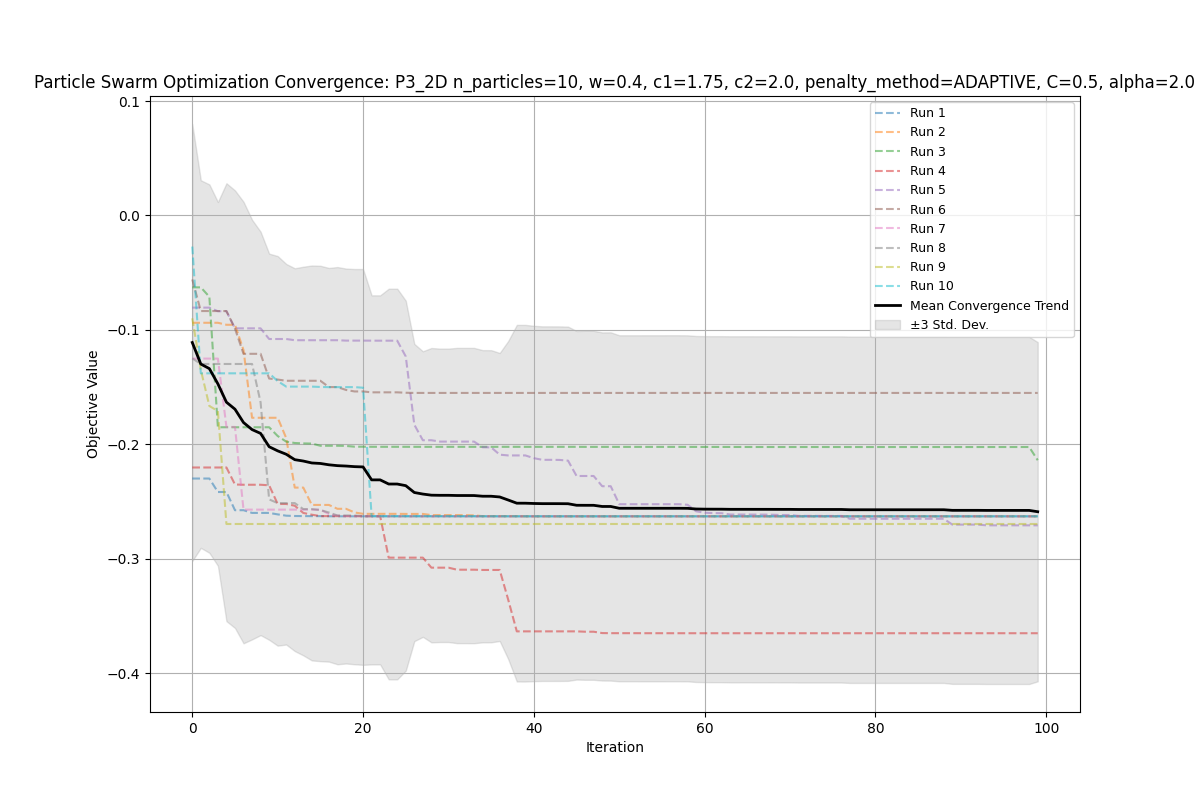 Particle Swarm Optimization Convergence: P3_2D n_particles=10, w=0.4, c1=1.75, c2=2.0, penalty_method=ADAPTIVE, C=0.5, alpha=2.0
0.1
0.0
−0.1
−0.2
−0.3
−0.4
Objective Value
Run 1
Run 2
Run 3
Run 4
Run 5
Run 6
Run 7
Run 8
Run 9
Run 10
Mean Convergence Trend
±3 Std. Dev.
0
20
40
60
80
100
Iteration